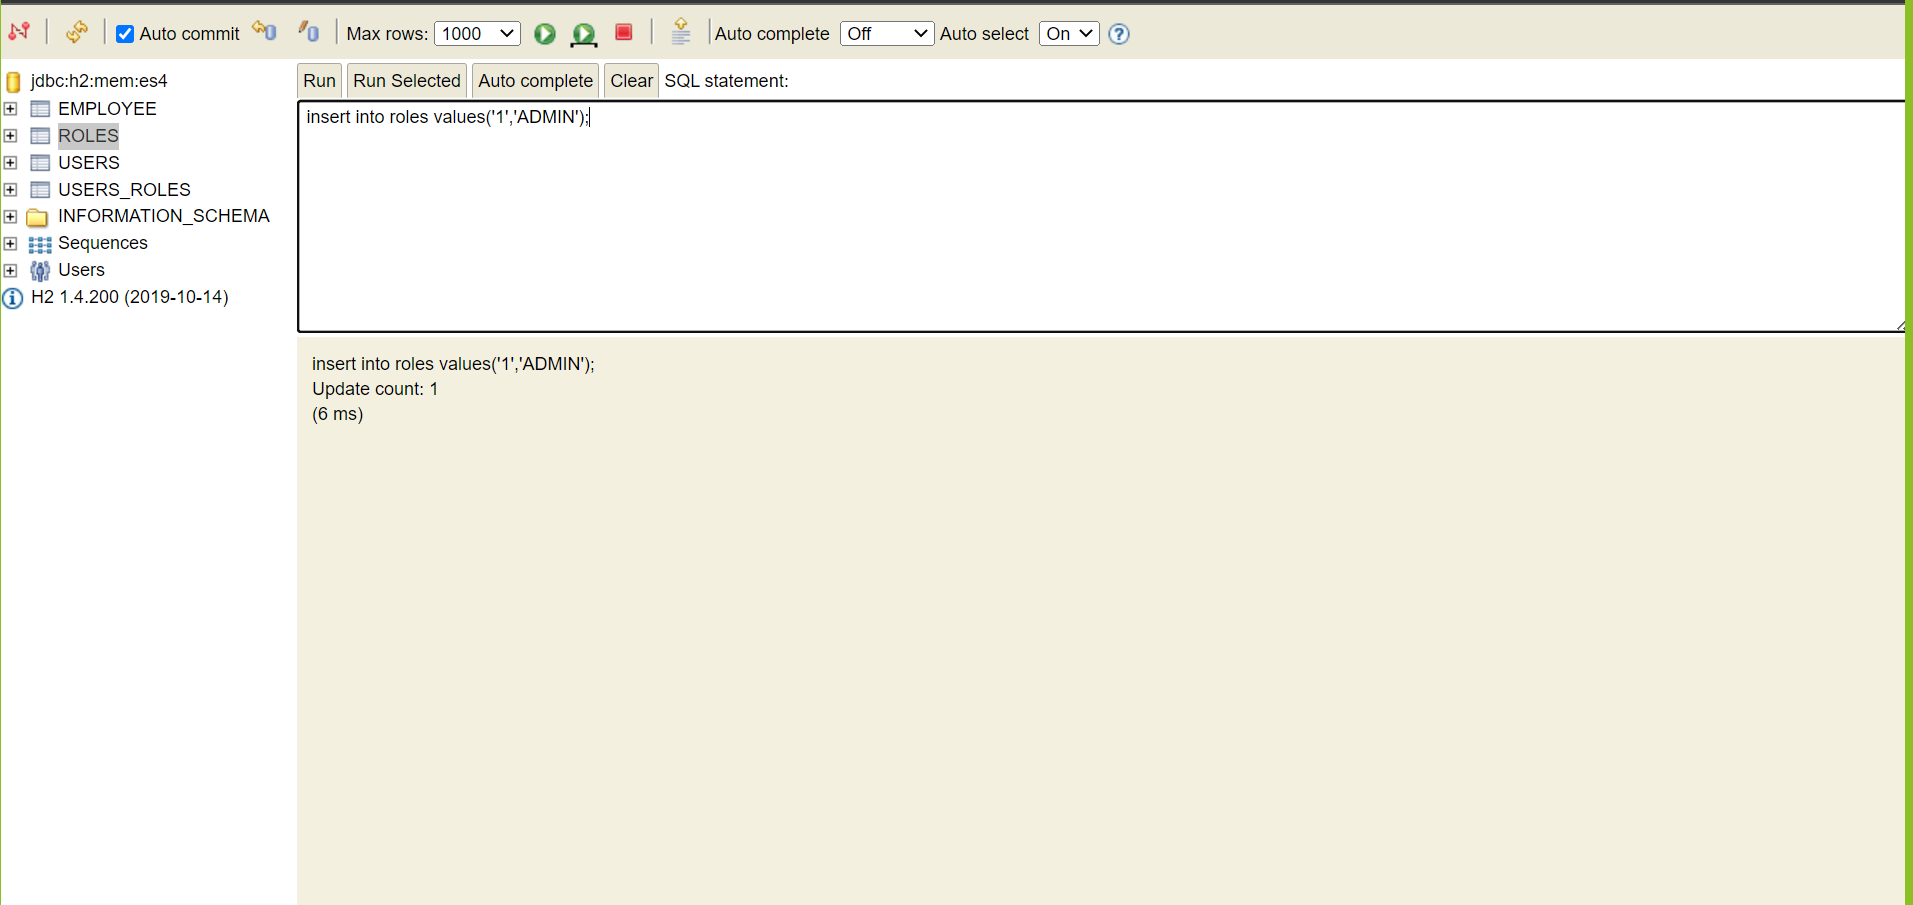 Auto commit Max rows: 1000 Auto complete Off Auto select On ?
jdbc:h2:mem:es4
EMPLOYEE
ROLES
USERS
USERS_ROLES
INFORMATION_SCHEMA
Sequences
Users
H2 1.4.200 (2019-10-14)
Run Run Selected Auto complete Clear SQL statement:
insert into roles values('1','ADMIN');
insert into roles values('1','ADMIN');
Update count: 1
(6 ms)